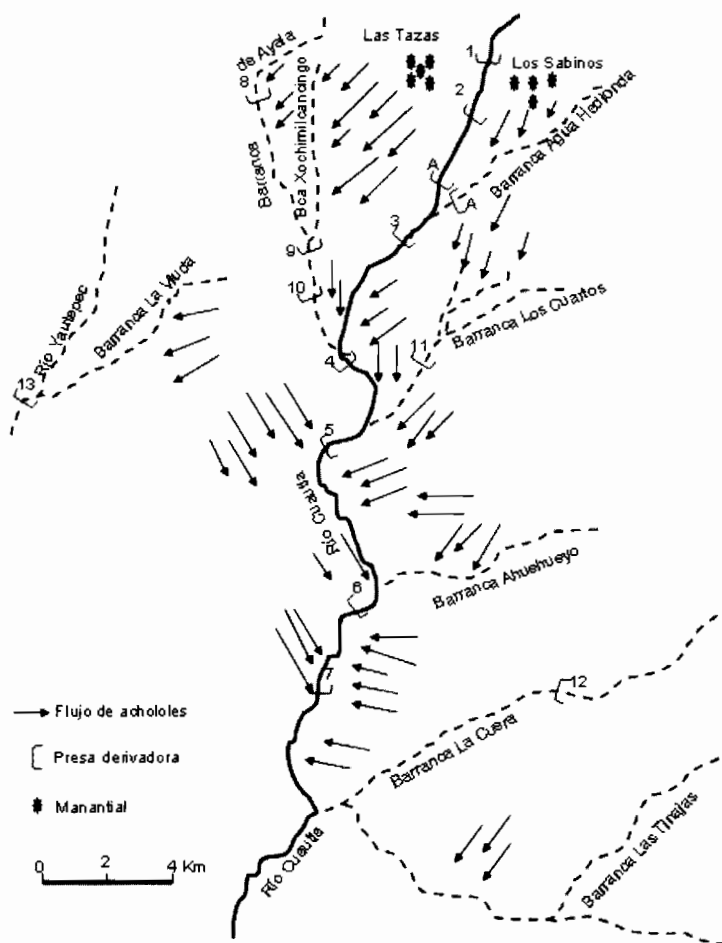 Las Tazas
Los Sabinos
de Ayala
Barranca
8
Bca Xochimilcancingo
1
2
A
A
Barranca Agua Hedionda
3
9
10
Río Yautepec
Barranca La Viuda
13
4
11
Barranca Los Cuartos
5
Río Cuautla
Barranca Ahuehueyo
6
7
12
Barranca La Cuera
Barranca Las Tinajas
Río Cuautla
Flujo de achololes
Presa derivadora
Manantial
0 2 4 Km